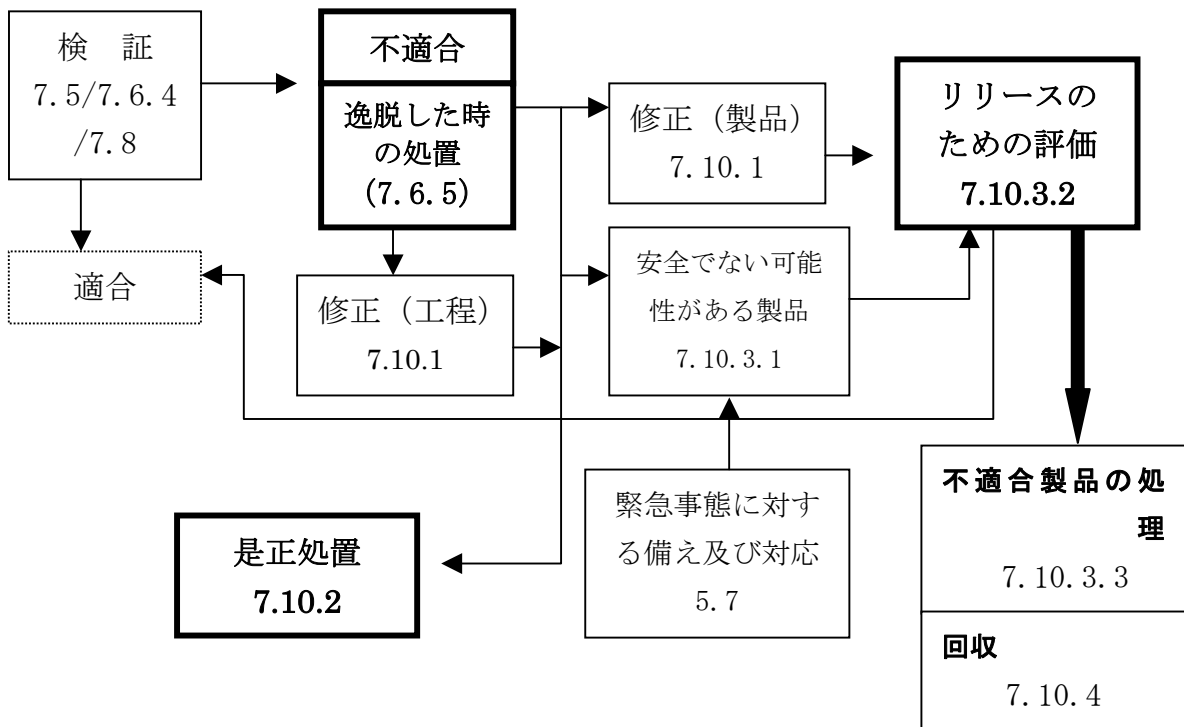 検　証
7.5/7.6.4
/7.8
不適合
逸脱した時
の処置
(7.6.5)
修正（製品）
7.10.1
リリースの
ための評価
7.10.3.2
適合
修正（工程）
7.10.1
安全でない可能
性がある製品
7.10.3.1
是正処置
7.10.2
緊急事態に対す
る備え及び対応
5.7
不適合製品の処
理
7.10.3.3
回収
7.10.4